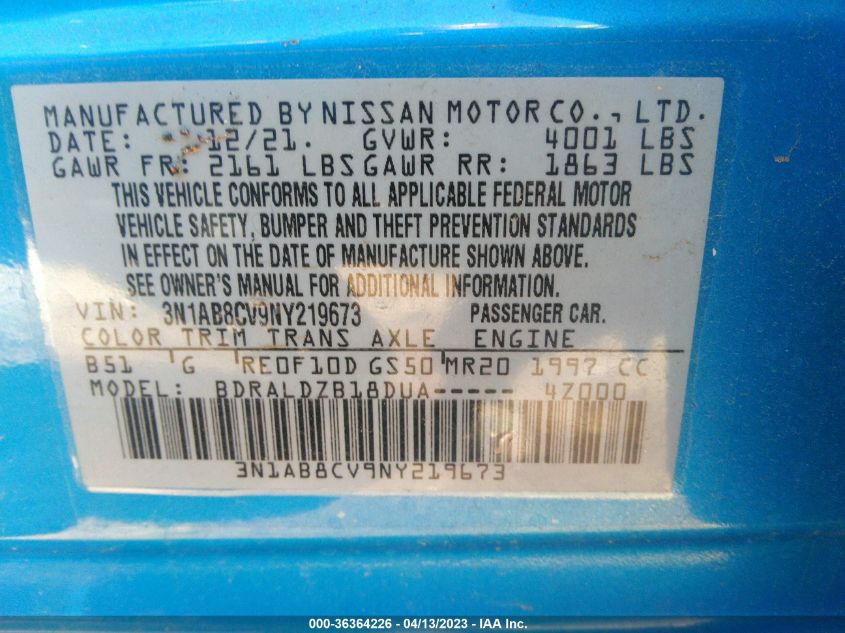 MANUFACTURED BY NISSAN MOTOR CO., LTD.
DATE: 12/21. GVWR: 4001 LBS
GAWR FR: 2161 LBS GAWR RR: 1863 LBS
THIS VEHICLE CONFORMS TO ALL APPLICABLE FEDERAL MOTOR
VEHICLE SAFETY, BUMPER AND THEFT PREVENTION STANDARDS
IN EFFECT ON THE DATE OF MANUFACTURE SHOWN ABOVE.
SEE OWNER'S MANUAL FOR ADDITIONAL INFORMATION.
VIN: 3N1AB8CV9NY219673 PASSENGER CAR.
COLOR TRIM TRANS AXLE ENGINE
B51 G RE0F10D GS50 MR20 1997 CC
MODEL: BDRALDZB18DUA----- 4Z000
3N1AB8CV9NY219673
000-36364226 - 04/13/2023 - IAA Inc.